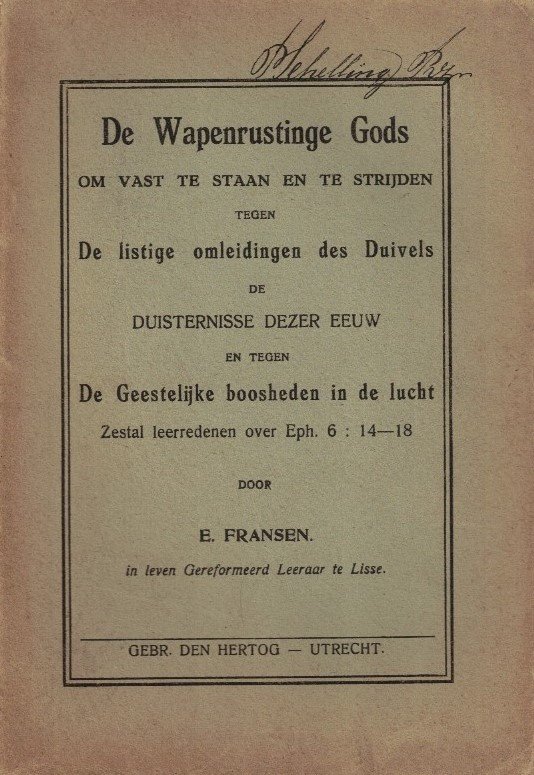 Schelling
De Wapenrustinge Gods
OM VAST TE STAAN EN TE STRIJDEN
TEGEN
De listige omleidingen des Duivels
DE
DUISTERNISSE DEZER EEUW
EN TEGEN
De Geestelijke boosheden in de lucht
Zestal leerredenen over Eph. 6 : 14—18
DOOR
E. FRANSEN.
in leven Gereformeerd Leeraar te Lisse.
GEBR. DEN HERTOG — UTRECHT.